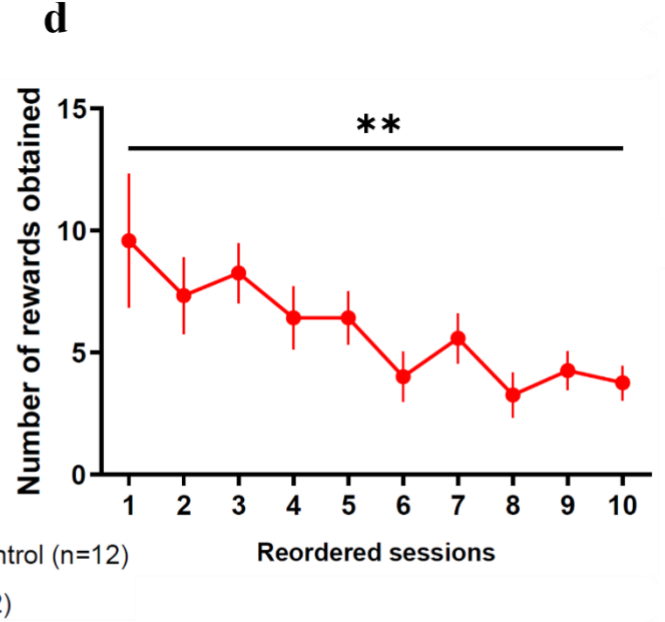 d
**
Number of rewards obtained
15
10
5
0
1 2 3 4 5 6 7 8 9 10
Reordered sessions
ntrol (n=12)
2)